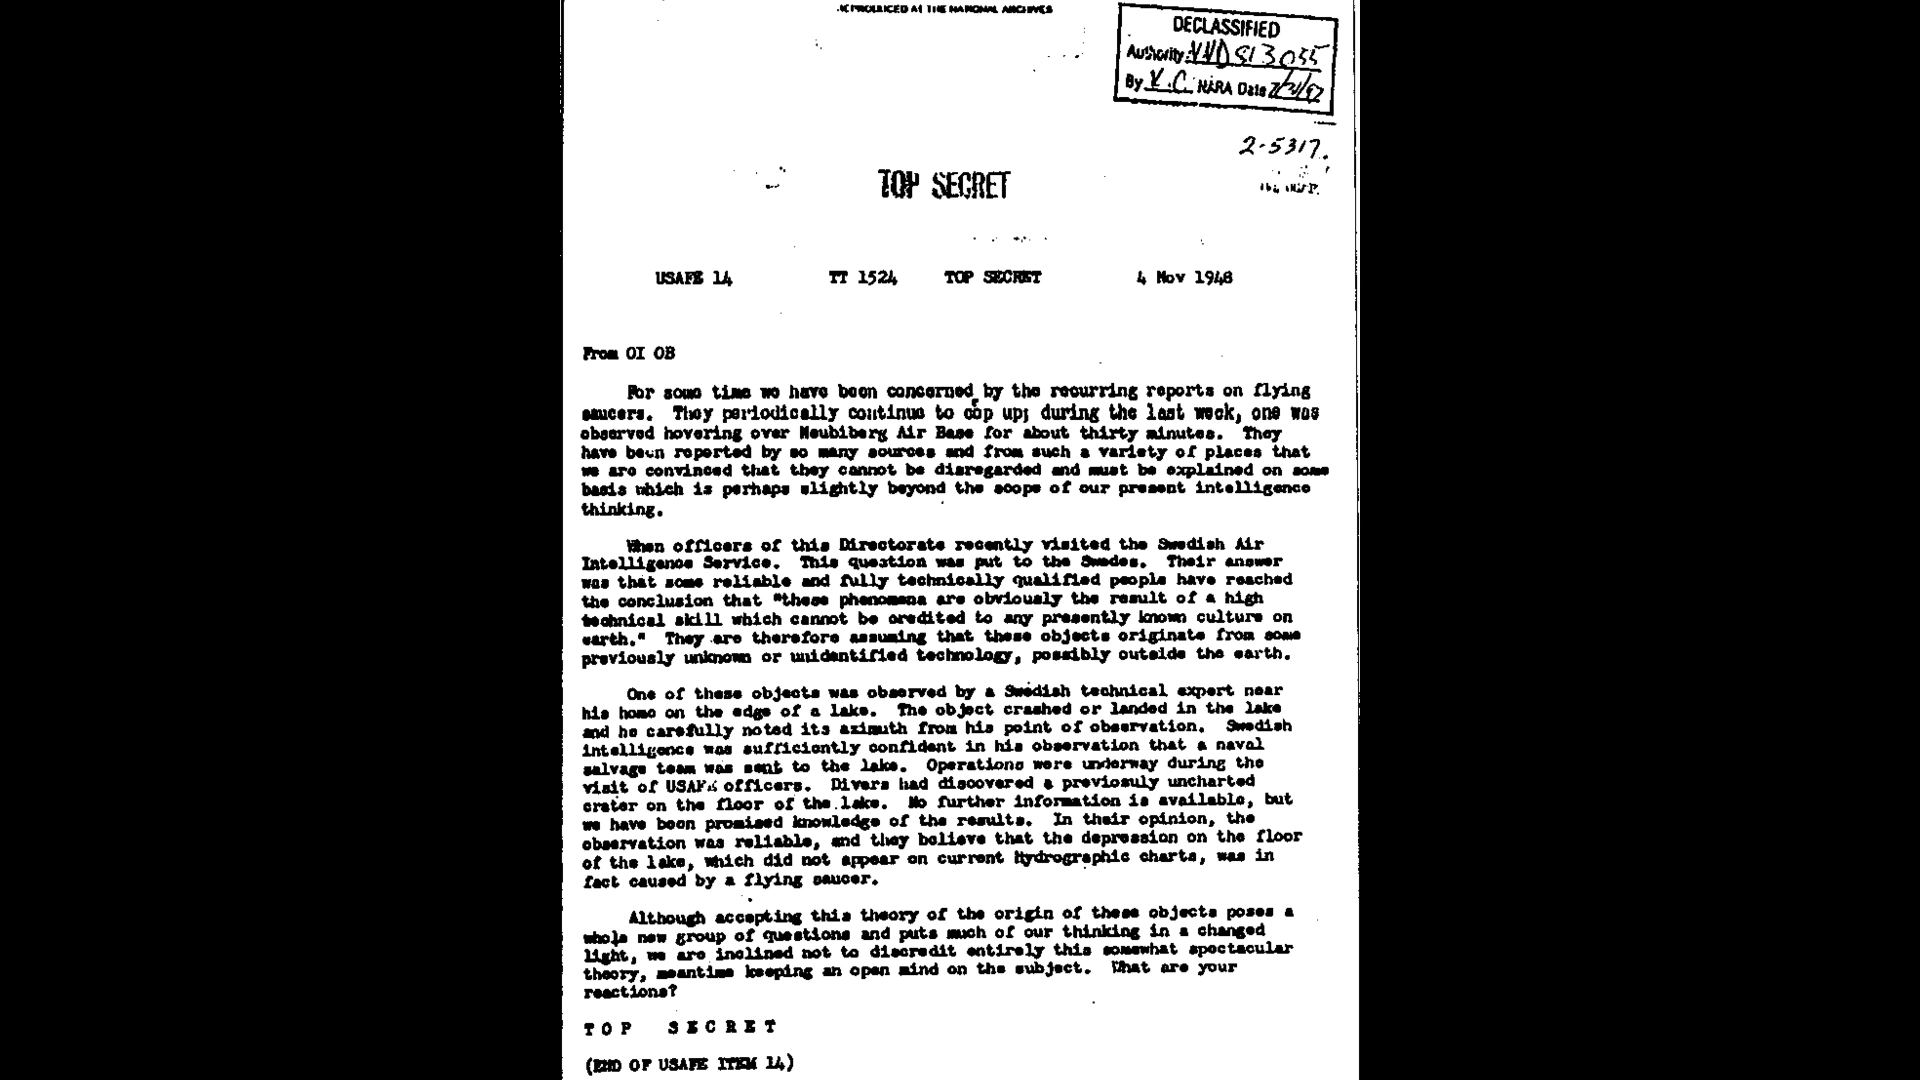 REPRODUCED AT THE NATIONAL ARCHIVES
DECLASSIFIED
Authority NND 813055
By V.C. NARA Date
2-5317.
TOP SECRET
USAFE 14 TT 1524 TOP SECRET 4 Nov 1948
From OI OB
For some time we have been concerned by the recurring reports on flying
saucers. They periodically continue to cop up; during the last week, one was
observed hovering over Neubiberg Air Base for about thirty minutes. They
have been reported by so many sources and from such a variety of places that
we are convinced that they cannot be disregarded and must be explained on some
basis which is perhaps slightly beyond the scope of our present intelligence
thinking.
When officers of this Directorate recently visited the Swedish Air
Intelligence Service. This question was put to the Swedes. Their answer
was that some reliable and fully technically qualified people have reached
the conclusion that "these phenomena are obviously the result of a high
technical skill which cannot be credited to any presently known culture on
earth." They are therefore assuming that these objects originate from some
previously unknown or unidentified technology, possibly outside the earth.
One of these objects was observed by a Swedish technical expert near
his home on the edge of a lake. The object crashed or landed in the lake
and he carefully noted its azimuth from his point of observation. Swedish
intelligence was sufficiently confident in his observation that a naval
salvage team was sent to the lake. Operations were underway during the
visit of USAFE officers. Divers had discovered a previosuly uncharted
crater on the floor of the lake. No further information is available, but
we have been promised knowledge of the results. In their opinion, the
observation was reliable, and they believe that the depression on the floor
of the lake, which did not appear on current Hydrographic charts, was in
fact caused by a flying saucer.
Although accepting this theory of the origin of these objects poses a
whole new group of questions and puts much of our thinking in a changed
light, we are inclined not to discredit entirely this somewhat spectacular
theory, meantime keeping an open mind on the subject. What are your
reactions?
TOP SECRET
(END OF USAFE ITEM 14)